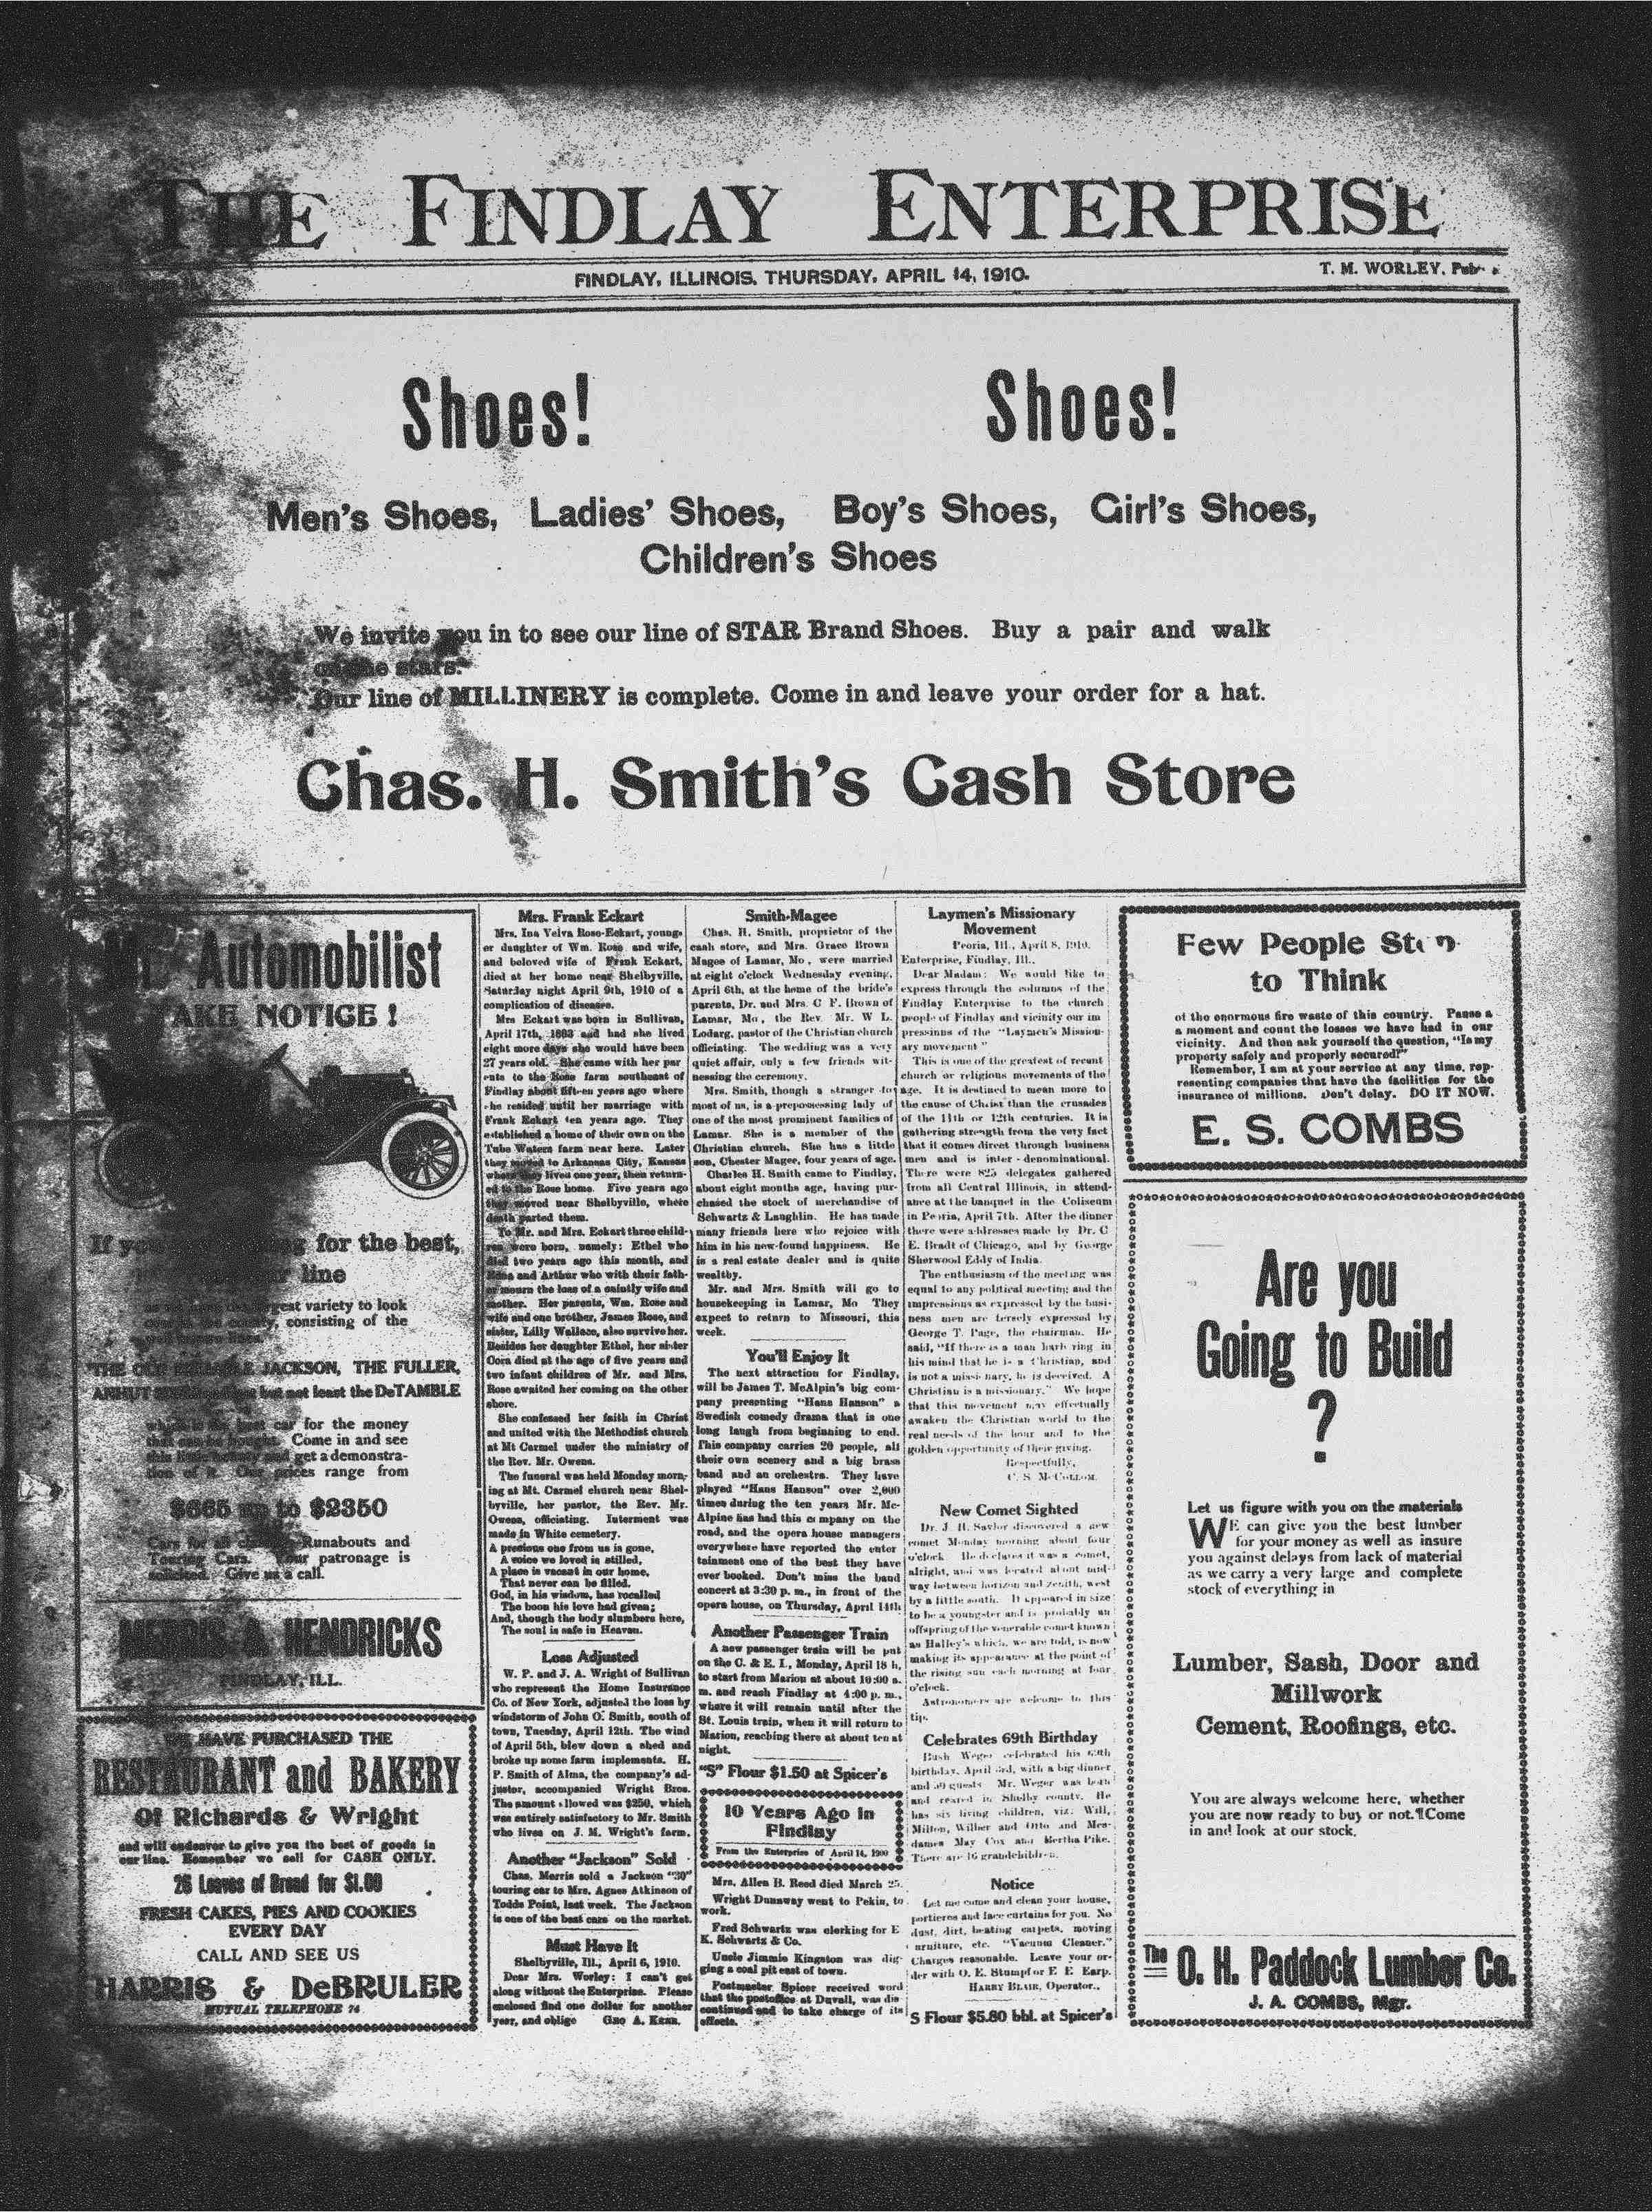 THE FINDLAY ENTERPRISE
FINDLAY, ILLINOIS, THURSDAY, APRIL 14, 1910.
T. M. WORLEY,
Shoes! Shoes!
Men's Shoes, Ladies' Shoes, Boy's Shoes, Girl's Shoes,
Children's Shoes
We invite you in to see our line of STAR Brand Shoes. Buy a pair and walk
on the stars.
Our line of MILLINERY is complete. Come in and leave your order for a hat.
Chas. H. Smith's Cash Store
Automobilist
TAKE NOTICE!
If for the best,
line
variety to look
over consisting of the
JACKSON, THE FULLER,
but not least the DeTAMBLE
car for the money
Come in and see
get a demonstra-
tion of it. Our prices range from
$665 up to $2350
Cars for all Runabouts and
Touring Cars. Your patronage is
solicited. Give us a call.
MERRIS & HENDRICKS
FINDLAY, ILL.
WE HAVE PURCHASED THE
RESTAURANT and BAKERY
Of Richards & Wright
and will endeavor to give you the best of goods in
our line. Remember we sell for CASH ONLY.
26 Loaves of Bread for $1.00
FRESH CAKES, PIES AND COOKIES
EVERY DAY
CALL AND SEE US
HARRIS & DeBRULER
MUTUAL TELEPHONE 74
Mrs. Frank Eckart
Mrs. Ina Velva Rose-Eckart, young-
er daughter of Wm. Rose and wife,
and beloved wife of Frank Eckart,
died at her home near Shelbyville,
Saturday night April 9th, 1910 of a
complication of diseases.
Mrs Eckart was born in Sullivan,
April 17th, 1883 and had she lived
eight more days she would have been
27 years old. She came with her par
ents to the Rose farm southeast of
Findlay about fifteen years ago where
she resided until her marriage with
Frank Eckart ten years ago. They
established a home of their own on the
Tube Waters farm near here. Later
they moved to Arkansas City, Kansas
where they lived one year, then return-
ed to the Rose home. Five years ago
they moved near Shelbyville, where
death parted them.
To Mr. and Mrs. Eckart three child-
ren were born, namely: Ethel who
died two years ago this month, and
Edna and Arthur who with their fath-
er mourn the loss of a saintly wife and
mother. Her parents, Wm. Rose and
wife and one brother, James Rose, and
sister, Lilly Wallace, also survive her.
Besides her daughter Ethel, her sister
Cora died at the age of five years and
two infant children of Mr. and Mrs.
Rose awaited her coming on the other
shore.
She confessed her faith in Christ
and united with the Methodist church
at Mt Carmel under the ministry of
the Rev. Mr. Owens.
The funeral was held Monday morn-
ing at Mt. Carmel church near Shel-
byville, her pastor, the Rev. Mr.
Owens, officiating. Interment was
made in White cemetery.
A precious one from us is gone,
A voice we loved is stilled,
A place is vacant in our home,
That never can be filled.
God, in his wisdom, has recalled
The boon his love had given;
And, though the body slumbers here,
The soul is safe in Heaven.
Loss Adjusted
W. P. and J. A. Wright of Sullivan
who represent the Home Insurance
Co. of New York, adjusted the loss by
windstorm of John O. Smith, south of
town, Tuesday, April 12th. The wind
of April 5th, blew down a shed and
broke up some farm implements. H.
P. Smith of Alma, the company's ad-
justor, accompanied Wright Bros.
The amount allowed was $250, which
was entirely satisfactory to Mr. Smith
who lives on J. M. Wright's farm.
Another "Jackson" Sold
Chas. Merris sold a Jackson "30"
touring car to Mrs. Agnes Atkinson of
Todds Point, last week. The Jackson
is one of the best cars on the market.
Must Have It
Shelbyville, Ill., April 6, 1910.
Dear Mrs. Worley: I can't get
along without the Enterprise. Please
enclosed find one dollar for another
year, and oblige Geo A. Kerr.
Smith-Magee
Chas. H. Smith, proprietor of the
cash store, and Mrs. Grace Brown
Magee of Lamar, Mo, were married
at eight o'clock Wednesday evening,
April 6th, at the home of the bride's
parents, Dr. and Mrs. C F. Brown of
Lamar, Mo, the Rev. Mr. W L.
Lodarg, pastor of the Christian church
officiating. The wedding was a very
quiet affair, only a few friends wit-
nessing the ceremony.
Mrs. Smith, though a stranger to
most of us, is a prepossessing lady of
one of the most prominent families of
Lamar. She is a member of the
Christian church. She has a little
son, Chester Magee, four years of age.
Charles H. Smith came to Findlay,
about eight months age, having pur-
chased the stock of merchandise of
Schwartz & Laughlin. He has made
many friends here who rejoice with
him in his new-found happiness. He
is a real estate dealer and is quite
wealthy.
Mr. and Mrs. Smith will go to
housekeeping in Lamar, Mo They
expect to return to Missouri, this
week.
You'll Enjoy It
The next attraction for Findlay,
will be James T. McAlpin's big com-
pany presenting "Hans Hanson" a
Swedish comedy drama that is one
long laugh from beginning to end.
This company carries 20 people, all
their own scenery and a big brass
band and an orchestra. They have
played "Hans Hanson" over 2,000
times during the ten years Mr. Mc-
Alpine has had this company on the
road, and the opera house managers
everywhere have reported the enter
tainment one of the best they have
ever booked. Don't miss the band
concert at 3:30 p. m., in front of the
opera house, on Thursday, April 14th
Another Passenger Train
A new passenger train will be put
on the C. & E. I., Monday, April 18 h,
to start from Marion at about 10:00 a.
m. and reach Findlay at 4:00 p. m.,
where it will remain until after the
St. Louis train, when it will return to
Marion, reaching there at about ten at
night.
"S" Flour $1.50 at Spicer's
10 Years Ago in
Findlay
From the Enterprise of April 14, 1900
Mrs. Allen B. Reed died March 25.
Wright Dunaway went to Pekin, to
work.
Fred Schwartz was clerking for E
K. Schwartz & Co.
Uncle Jimmie Kingston was dig-
ging a coal pit east of town.
Postmaster Spicer received word
that the postoffice at Duvall, was dis
continued and to take charge of its
effects.
Laymen's Missionary
Movement
Peoria, Ill., April 8, 1910.
Enterprise, Findlay, Ill..
Dear Madam: We would like to
express through the columns of the
Findlay Enterprise to the church
people of Findlay and vicinity our im
pressinns of the "Laymen's Mission-
ary movement"
This is one of the greatest of recent
church or religious movements of the
age. It is destined to mean more to
the cause of Christ than the crusades
of the 11th or 12th centuries. It is
gathering strength from the very fact
that it comes direct through business
men and is inter-denominational.
There were 825 delegates gathered
from all Central Illinois, in attend-
ance at the banquet in the Coliseum
in Peoria, April 7th. After the dinner
there were addresses made by Dr. C
E. Bradt of Chicago, and by George
Sherwood Eddy of India.
The enthusiasm of the meeting was
equal to any political meeting and the
impressions as expressed by the busi-
ness men are tersely expressed by
George T. Page, the chairman. He
said, "If there is a man harboring in
his mind that he is a Christian, and
is not a missionary, he is deceived. A
Christian is a missionary." We hope
that this movement may effectually
awaken the Christian world to the
real needs of the hour and to the
golden opportunity of their giving.
Respectfully,
C. S. McCollom.
New Comet Sighted
Dr. J. H. Saylor discovered a new
comet Monday morning about four
o'clock He declares it was a comet,
alright, and was located about mid-
way between horizon and zenith, west
by a little south. It appeared in size
to be a youngster and is probably an
offspring of the venerable comet known
as Halley's which, we are told, is now
making its appearance at the point of
the rising sun each morning at four
o'clock.
Astronomers are welcome to this
tip.
Celebrates 69th Birthday
Bush Weger celebrated his 69th
birthday, April 3rd, with a big dinner
and 59 guests Mr. Weger was born
and reared in Shelby county. He
has six living children, viz: Will,
Milton, Wilber and Otto and Mes-
dames May Cox and Bertha Pike.
There are 16 grandchildren.
Notice
Let me come and clean your house,
portieres and lace curtains for you. No
dust, dirt, beating carpets, moving
furniture, etc. "Vacuum Cleaner."
Charges reasonable. Leave your or-
der with O. E. Stumpf or F. E. Earp.
Harry Blair, Operator.
S Flour $5.80 bbl. at Spicer's
Few People Stop
to Think
of the enormous fire waste of this country. Pause a
a moment and count the losses we have had in our
vicinity. And then ask yourself the question, "Is my
property safely and properly secured?"
Remember, I am at your service at any time, rep-
resenting companies that have the facilities for the
insurance of millions. Don't delay. DO IT NOW.
E. S. COMBS
Are you
Going to Build
?
Let us figure with you on the materials
WE can give you the best lumber
for your money as well as insure
you against delays from lack of material
as we carry a very large and complete
stock of everything in
Lumber, Sash, Door and
Millwork
Cement, Roofings, etc.
You are always welcome here, whether
you are now ready to buy or not. ¶Come
in and look at our stock.
The O. H. Paddock Lumber Co.
J. A. COMBS, Mgr.